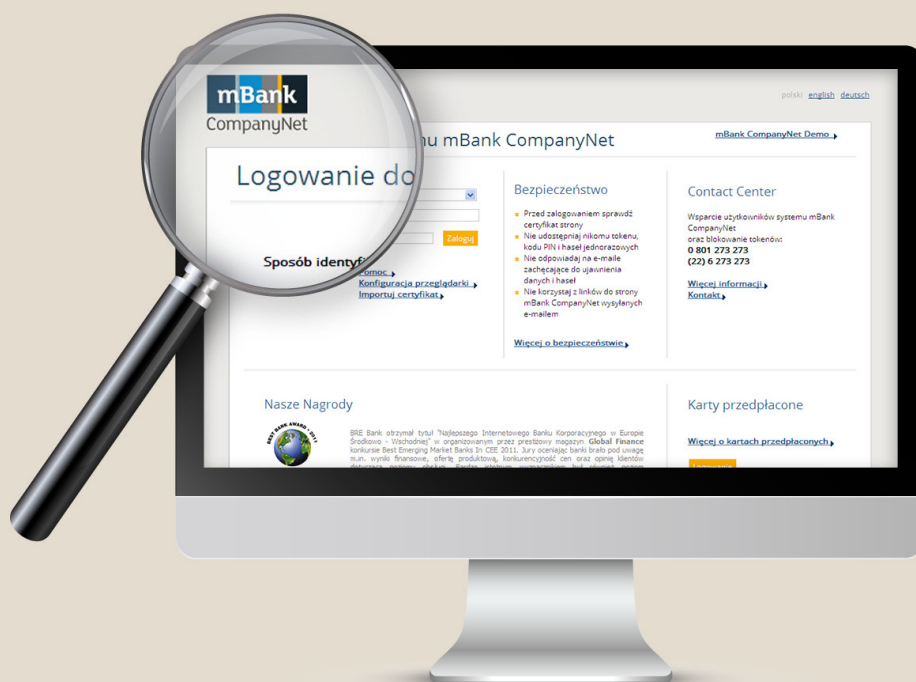 mBank
CompanyNet
polski english deutsch
Logowanie do
mu mBank CompanyNet
mBank CompanyNet Demo
Zaloguj
Sposób identyf
Pomoc
Konfiguracja przeglądarki
Importuj certyfikat
Bezpieczeństwo
Przed zalogowaniem sprawdź
certyfikat strony
Nie udostępniaj nikomu tokenu,
kodu PIN i haseł jednorazowych
Nie odpowiadaj na e-maile
zachęcające do ujawnienia
danych i haseł
Nie korzystaj z linków do strony
mBank CompanyNet wysyłanych
e-mailem
Więcej o bezpieczeństwie
Contact Center
Wsparcie użytkowników systemu mBank
CompanyNet
oraz blokowanie tokenów:
0 801 273 273
(22) 6 273 273
Więcej informacji
Kontakt
Nasze Nagrody
BEST BANK AWARD • 2011
BRE Bank otrzymał tytuł "Najlepszego Internetowego Banku Korporacyjnego w Europie
Środkowo - Wschodniej" w organizowanym przez prestiżowy magazyn Global Finance
konkursie Best Emerging Market Banks In CEE 2011. Jury oceniając banki brało pod uwagę
m.in. wyniki finansowe, ofertę produktową, konkurencyjność cen oraz opinię klientów
Karty przedpłacone
Więcej o kartach przedpłaconych